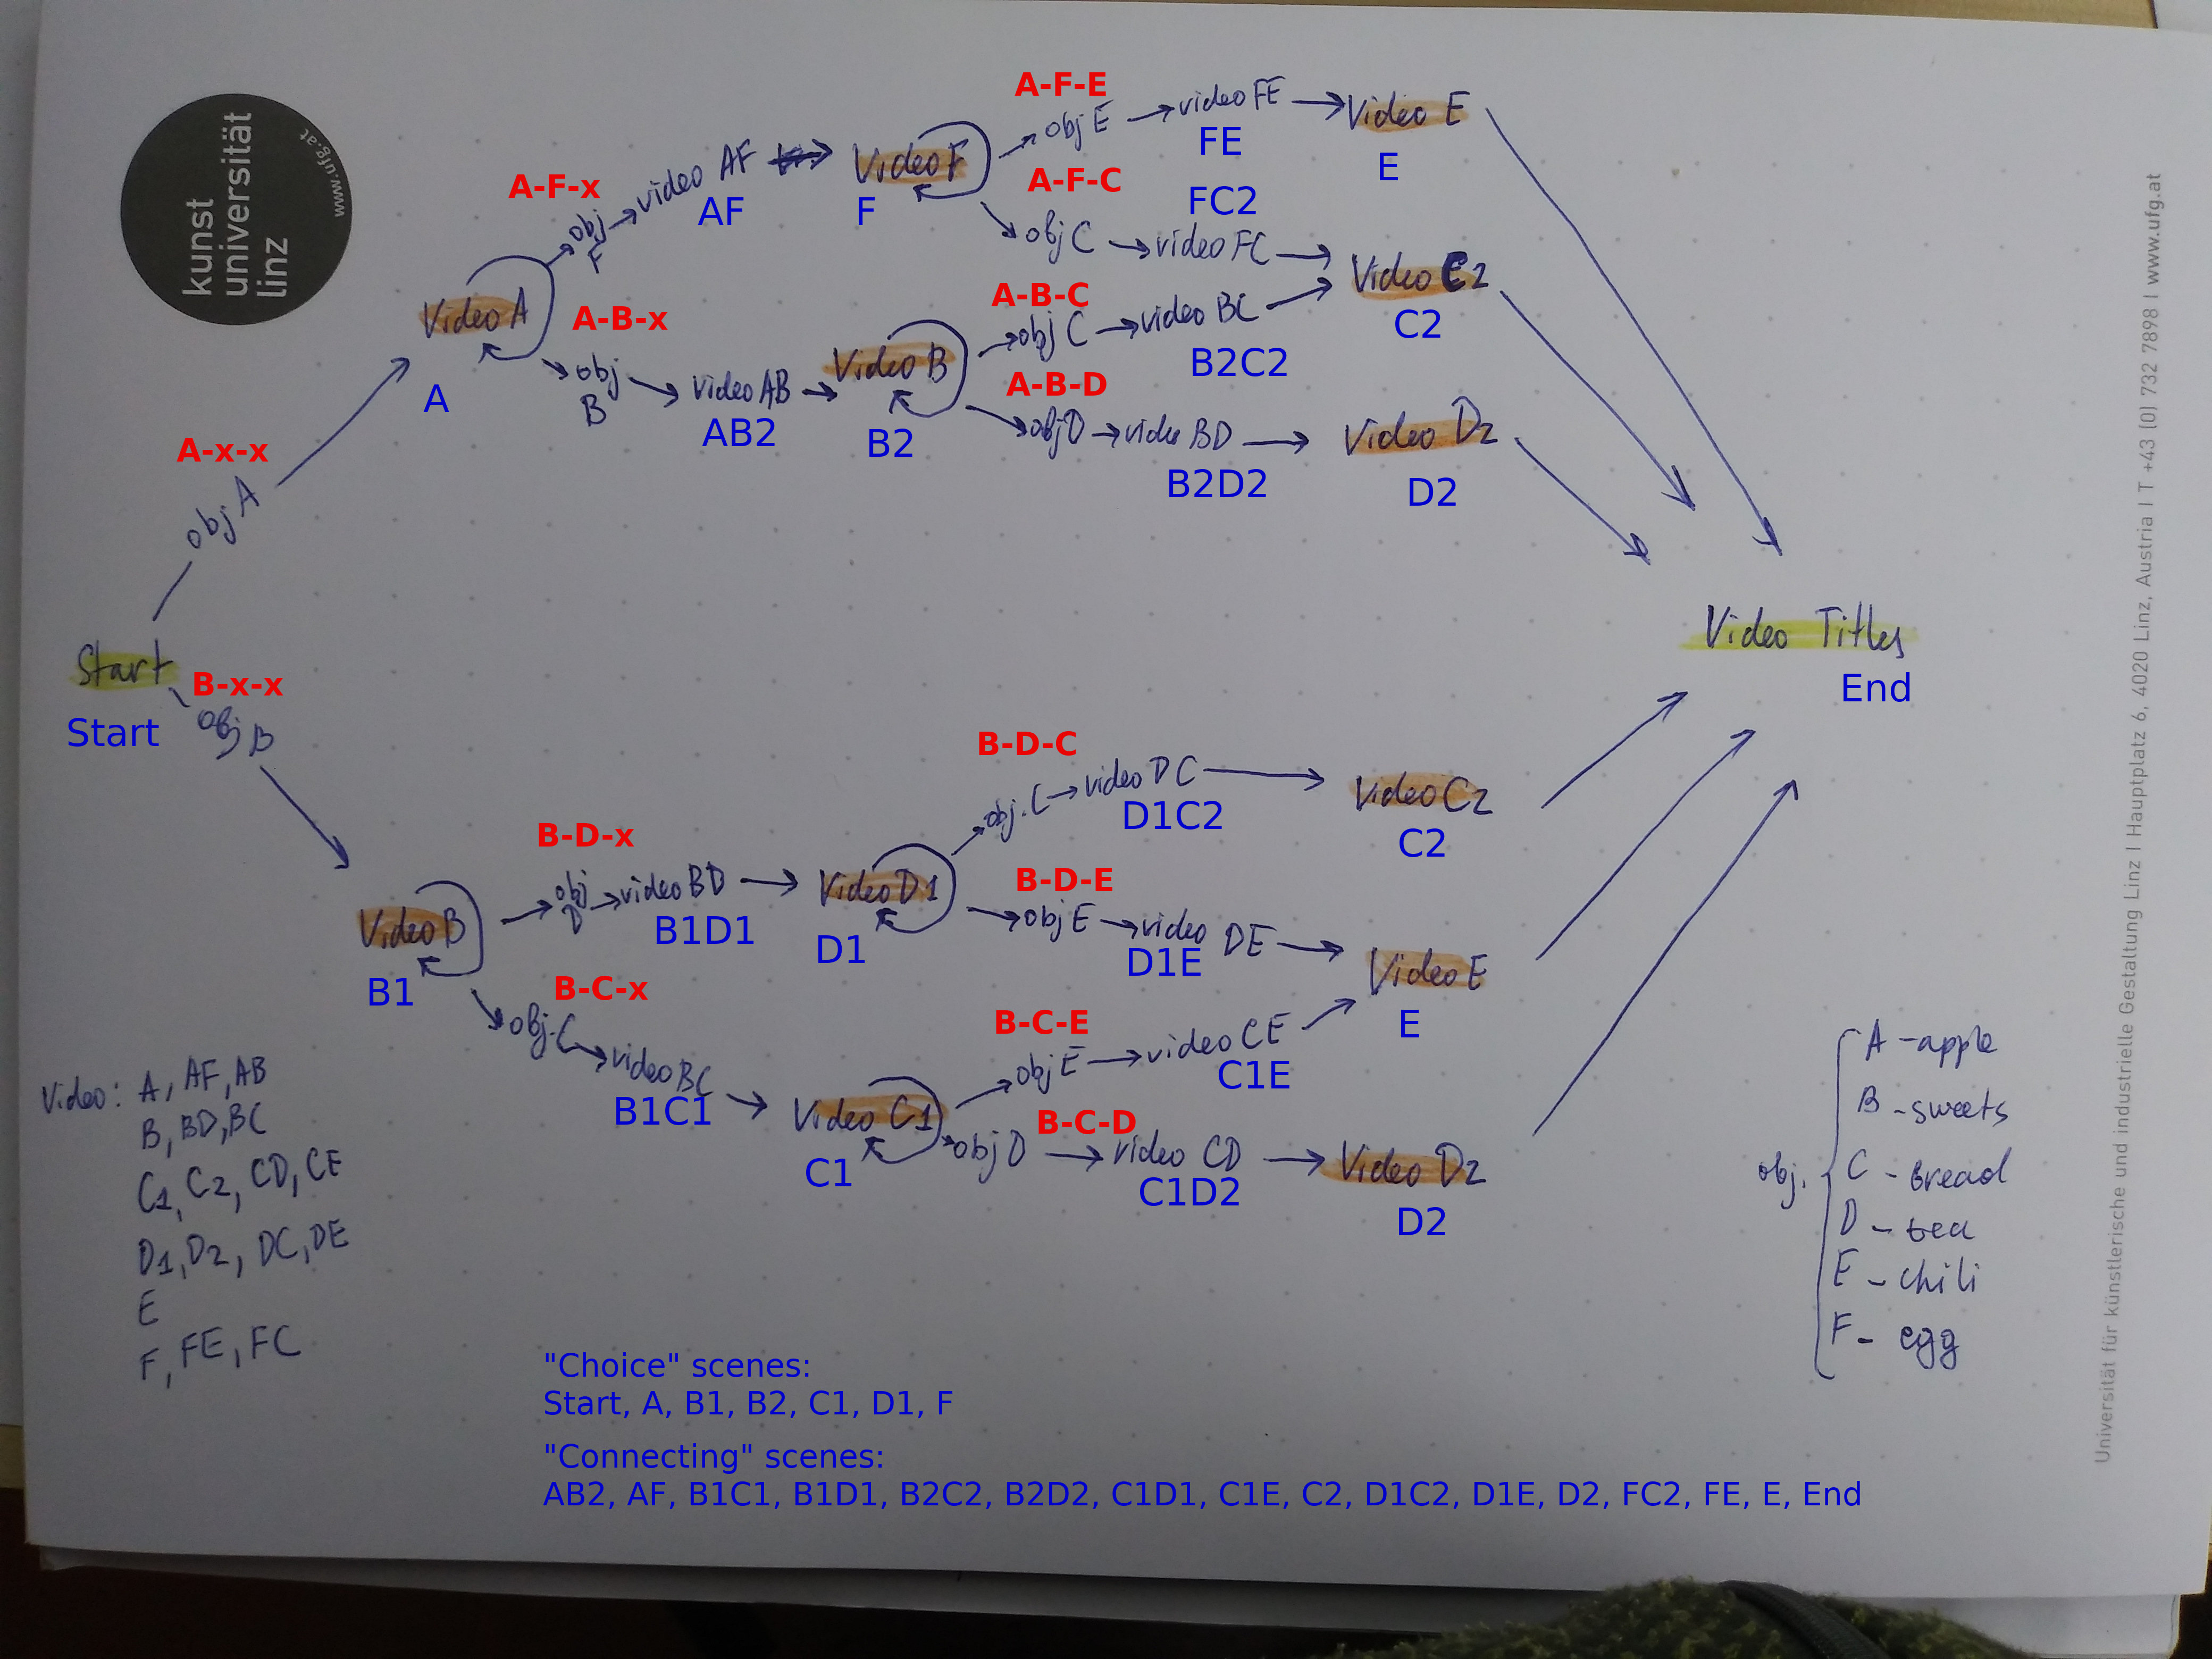 kunst
universität
linz
www.ufg.at
A-F-E
obj E
video FE
Video E
FE
E
A-F-x
obj
F
video AF
AF
Video F
F
A-F-C
obj C
FC2
video FC
Video C2
C2
Video A
A
A-B-x
obj
B
video AB
AB2
Video B
B2
A-B-C
obj C
video BC
B2C2
A-B-D
obj D
video BD
B2D2
Video D2
D2
A-x-x
obj A
Start
Start
B-x-x
obj B
Video Titles
End
B-D-C
obj. C
video DC
D1C2
Video C2
C2
B-D-x
obj
D
video BD
B1D1
Video D1
D1
B-D-E
obj E
video DE
D1E
Video E
E
Video B
B1
B-C-x
obj. C
video BC
B1C1
Video C1
C1
B-C-E
obj E
video CE
C1E
B-C-D
obj D
video CD
C1D2
Video D2
D2
Video: A, AF, AB
B, BD, BC
C1, C2, CD, CE
D1, D2, DC, DE
E
F, FE, FC
obj.
A - apple
B - sweets
C - bread
D - tea
E - chili
F - egg
"Choice" scenes:
Start, A, B1, B2, C1, D1, F
"Connecting" scenes:
AB2, AF, B1C1, B1D1, B2C2, B2D2, C1D1, C1E, C2, D1C2, D1E, D2, FC2, FE, E, End
Universität für künstlerische und industrielle Gestaltung Linz | Hauptplatz 6, 4020 Linz, Austria | T +43 (0) 732 7898 | www.ufg.at